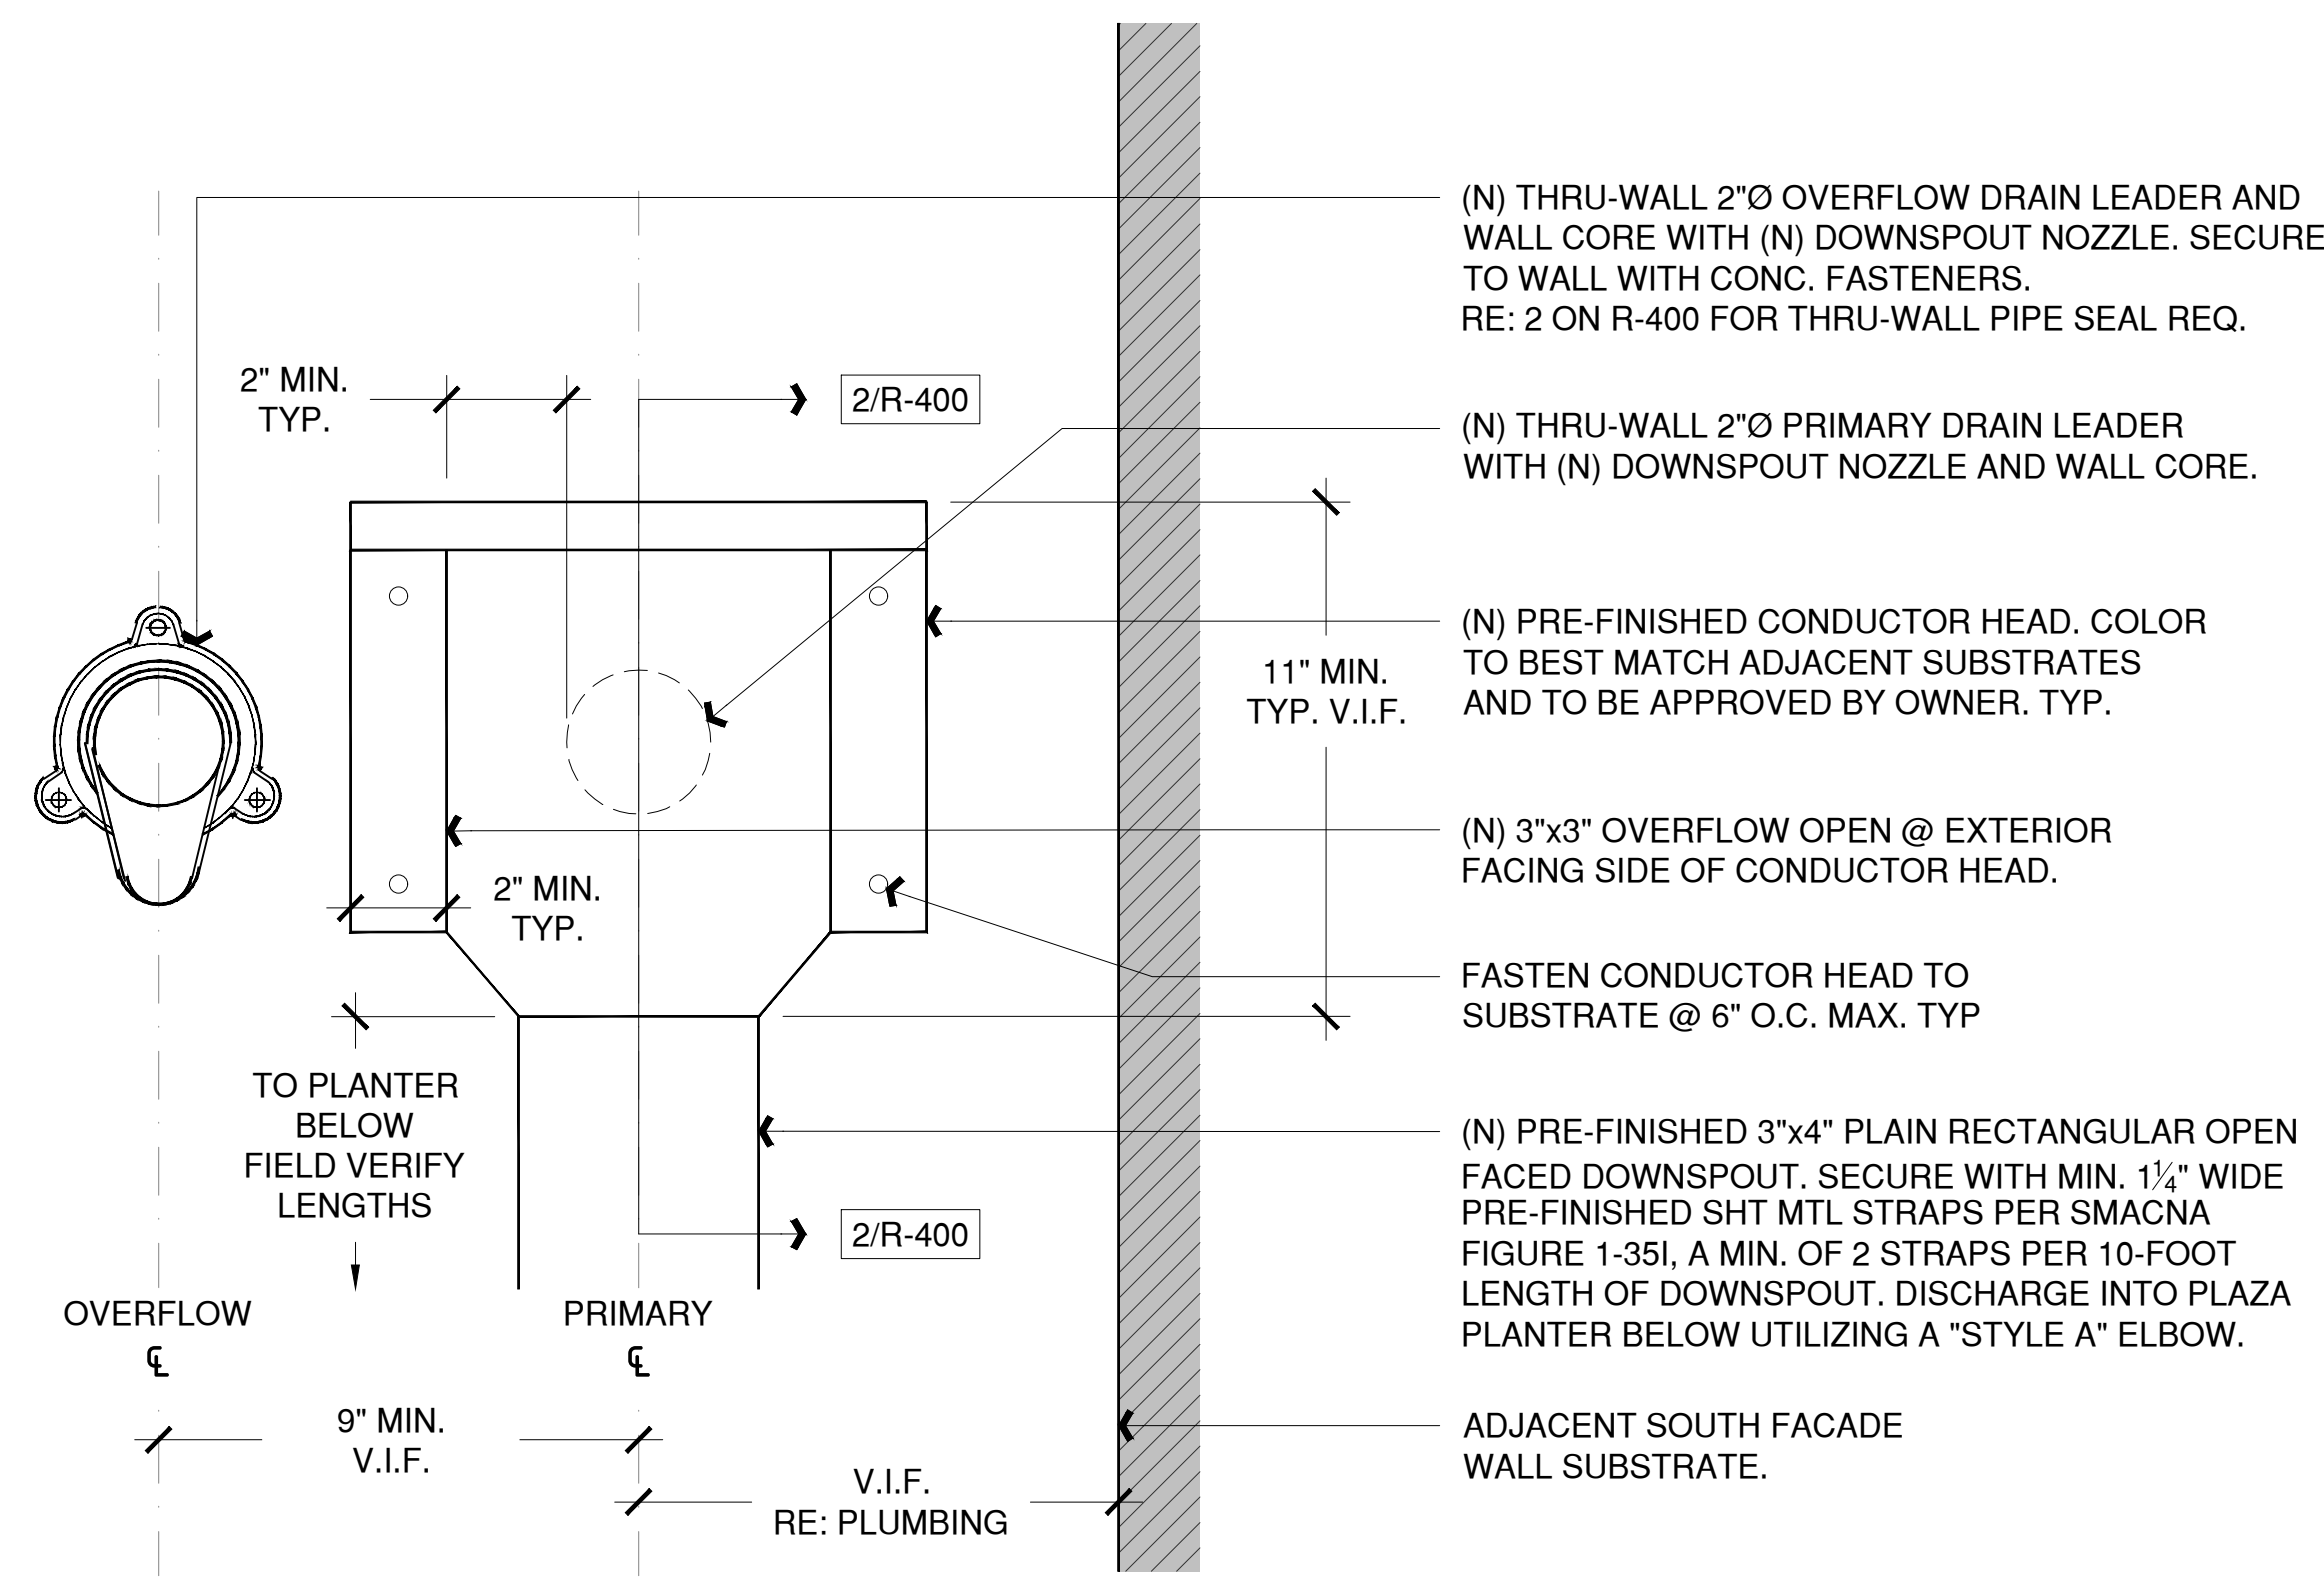 (N) THRU-WALL 2"Ø OVERFLOW DRAIN LEADER AND
WALL CORE WITH (N) DOWNSPOUT NOZZLE. SECURE
TO WALL WITH CONC. FASTENERS.
RE: 2 ON R-400 FOR THRU-WALL PIPE SEAL REQ.
2" MIN.
TYP.
2/R-400
(N) THRU-WALL 2"Ø PRIMARY DRAIN LEADER
WITH (N) DOWNSPOUT NOZZLE AND WALL CORE.
(N) PRE-FINISHED CONDUCTOR HEAD. COLOR
TO BEST MATCH ADJACENT SUBSTRATES
AND TO BE APPROVED BY OWNER. TYP.
11" MIN.
TYP. V.I.F.
(N) 3"x3" OVERFLOW OPEN @ EXTERIOR
FACING SIDE OF CONDUCTOR HEAD.
2" MIN.
TYP.
FASTEN CONDUCTOR HEAD TO
SUBSTRATE @ 6" O.C. MAX. TYP
TO PLANTER
BELOW
FIELD VERIFY
LENGTHS
(N) PRE-FINISHED 3"x4" PLAIN RECTANGULAR OPEN
FACED DOWNSPOUT. SECURE WITH MIN. 1¼" WIDE
PRE-FINISHED SHT MTL STRAPS PER SMACNA
FIGURE 1-35I, A MIN. OF 2 STRAPS PER 10-FOOT
LENGTH OF DOWNSPOUT. DISCHARGE INTO PLAZA
PLANTER BELOW UTILIZING A "STYLE A" ELBOW.
2/R-400
OVERFLOW
℄
PRIMARY
℄
9" MIN.
V.I.F.
V.I.F.
RE: PLUMBING
ADJACENT SOUTH FACADE
WALL SUBSTRATE.